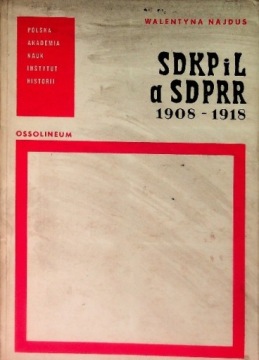 WALENTYNA NAJDUS
POLSKA
AKADEMIA
NAUK
INSTYTUT
HISTORII
SDKPiL
a SDPRR
1908 - 1918
OSSOLINEUM